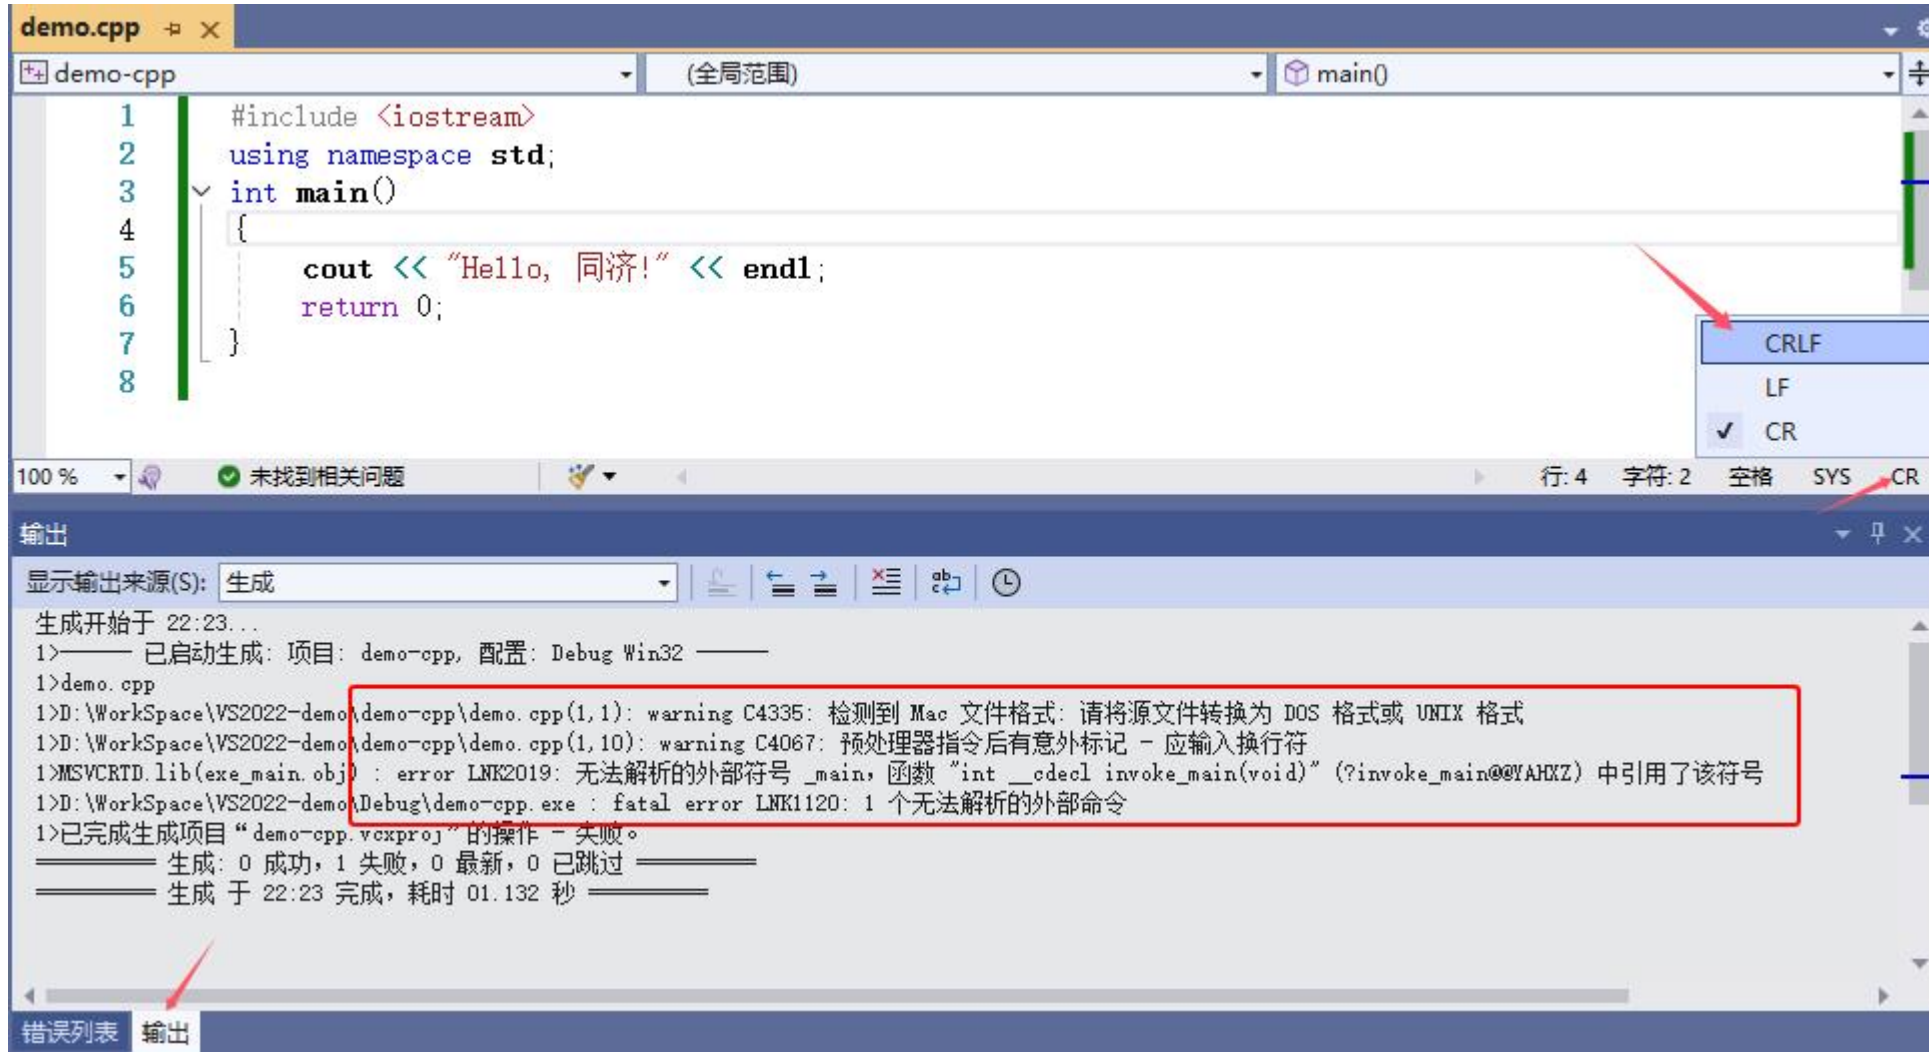 demo.cpp
demo-cpp (全局范围) main()
1 #include <iostream>
2 using namespace std;
3 int main()
4 {
5 cout << "Hello, 同济!" << endl;
6 return 0;
7 }
8
CRLF
LF
CR
100 % 未找到相关问题 行: 4 字符: 2 空格 SYS CR
输出
显示输出来源(S): 生成
生成开始于 22:23...
1>—— 已启动生成: 项目: demo-cpp, 配置: Debug Win32 ——
1>demo.cpp
1>D:\WorkSpace\VS2022-demo\demo-cpp\demo.cpp(1,1): warning C4335: 检测到 Mac 文件格式: 请将源文件转换为 DOS 格式或 UNIX 格式
1>D:\WorkSpace\VS2022-demo\demo-cpp\demo.cpp(1,10): warning C4067: 预处理器指令后有意外标记 - 应输入换行符
1>MSVCRTD.lib(exe_main.obj) : error LNK2019: 无法解析的外部符号 _main，函数 "int __cdecl invoke_main(void)" (?invoke_main@@YAHXZ) 中引用了该符号
1>D:\WorkSpace\VS2022-demo\Debug\demo-cpp.exe : fatal error LNK1120: 1 个无法解析的外部命令
1>已完成生成项目“demo-cpp.vcxproj”的操作 - 失败。
========== 生成: 0 成功，1 失败，0 最新，0 已跳过 ==========
========== 生成 于 22:23 完成，耗时 01.132 秒 ==========
错误列表 输出